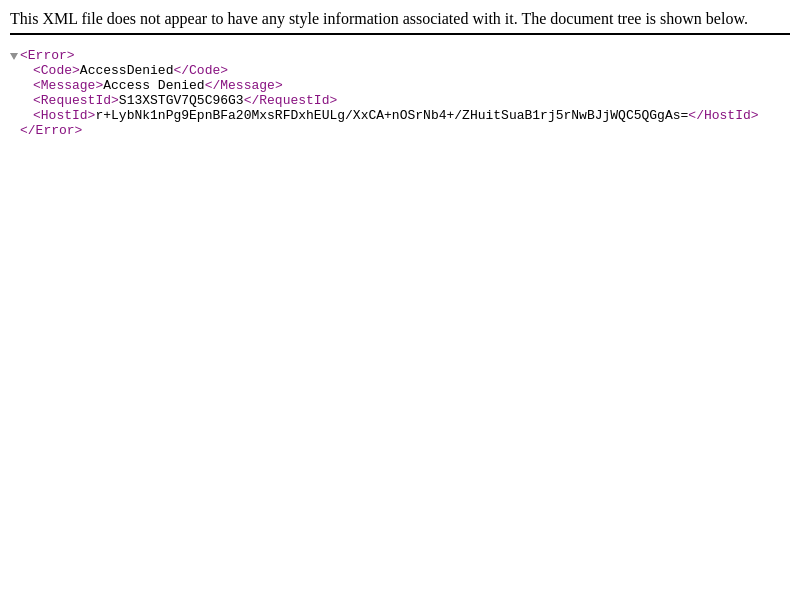 This XML file does not appear to have any style information associated with it. The document tree is shown below.
<Error>
<Code>AccessDenied</Code>
<Message>Access Denied</Message>
<RequestId>S13XSTGV7Q5C96G3</RequestId>
<HostId>r+LybNk1nPg9EpnBFa20MxsRFDxhEULg/XxCA+nOSrNb4+/ZHuitSuaB1rj5rNwBJjWQC5QGgAs=</HostId>
</Error>